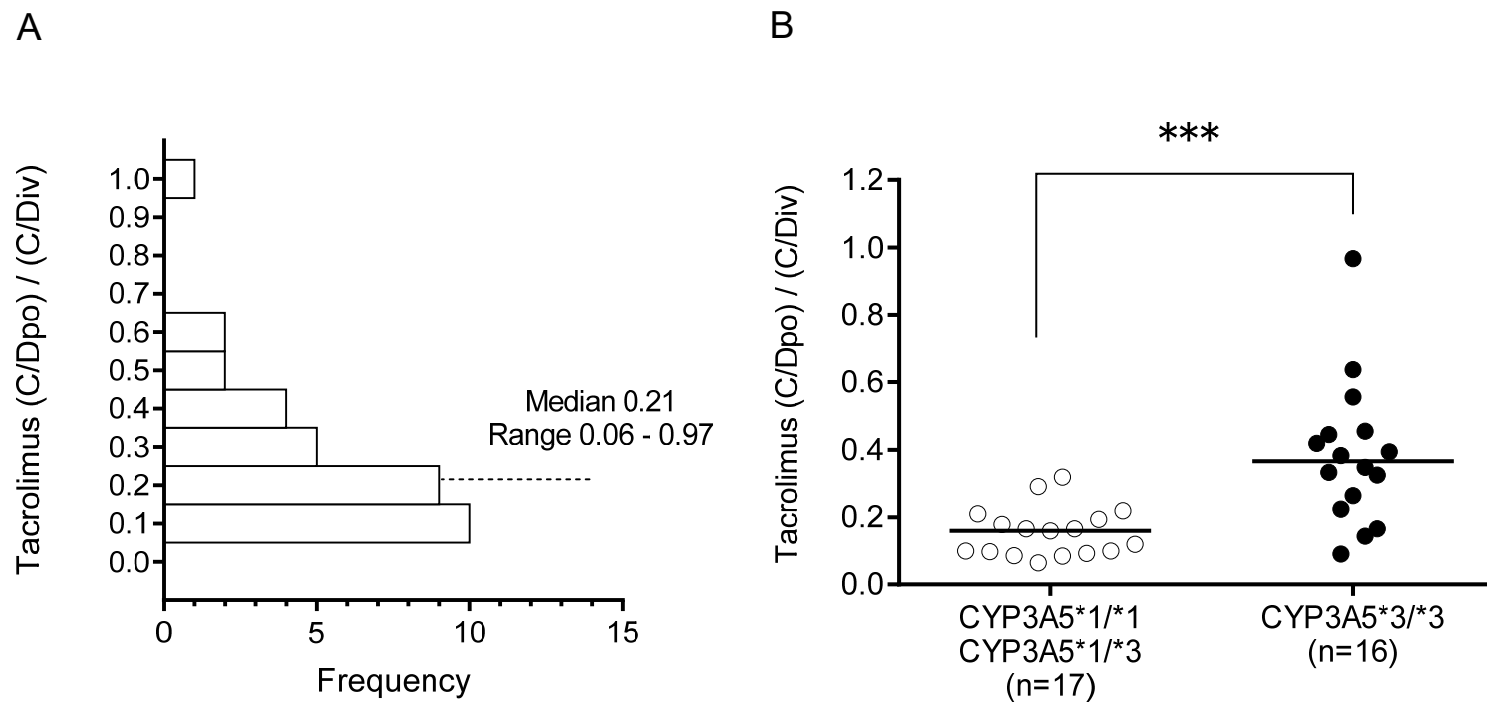 A
Tacrolimus (C/Dpo) / (C/Div)
1.0
0.9
0.8
0.7
0.6
0.5
0.4
0.3
0.2
0.1
0.0
Median 0.21
Range 0.06 - 0.97
0 5 10 15
Frequency
B
***
Tacrolimus (C/Dpo) / (C/Div)
1.2
1.0
0.8
0.6
0.4
0.2
0.0
CYP3A5*1/*1
CYP3A5*1/*3
(n=17)
CYP3A5*3/*3
(n=16)